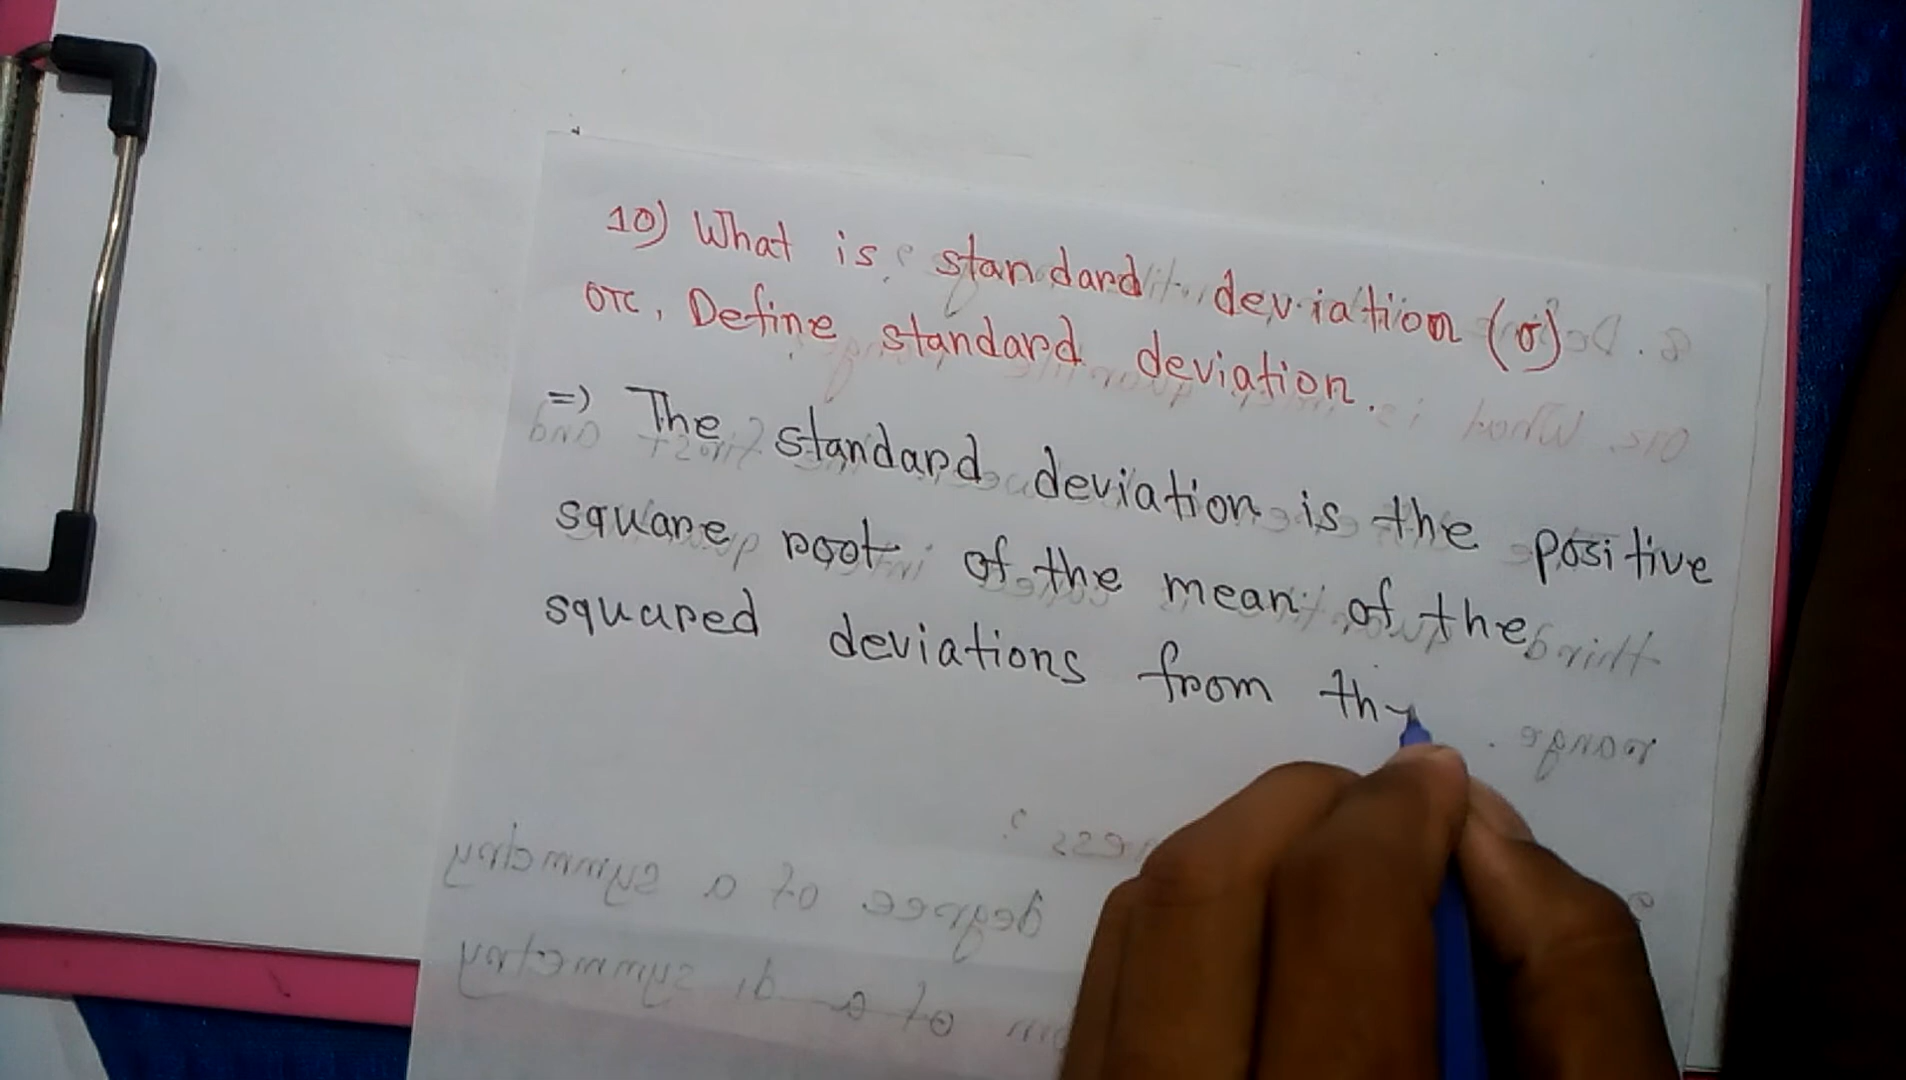 10) What is standard deviation (σ)
or, Define standard deviation.
=) The standard deviation is the positive
square root of the mean of the
squared deviations from th